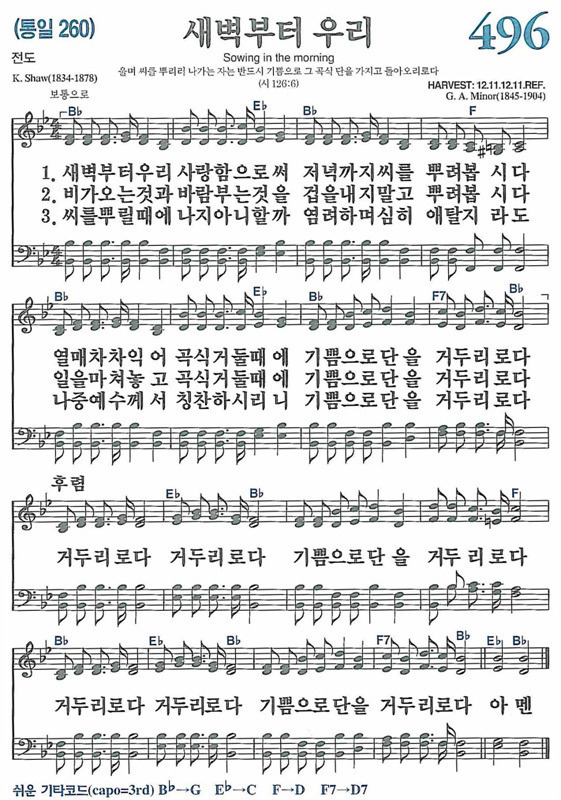 (통일 260)
새벽부터 우리
496
Sowing in the morning
전도
울며 씨를 뿌리러 나가는 자는 반드시 기쁨으로 그 곡식 단을 가지고 돌아오리로다
K. Shaw(1834-1878)
(시 126:6)
HARVEST: 12.11.12.11.REF.
보통으로
G. A. Minor(1845-1904)
B♭ E♭ B♭ F
1. 새벽부터우리 사랑함으로써 저녁까지씨를 뿌려봅 시다
2. 비가오는것과 바람부는것을 겁을내지말고 뿌려봅 시다
3. 씨를뿌릴때에 나지아니할까 염려하며심히 애탈지 라도
B♭ E♭ B♭ F7 B♭
열매차차익 어 곡식거둘때 에 기쁨으로단 을 거두리로다
일을마쳐놓 고 곡식거둘때 에 기쁨으로단 을 거두리로다
나중예수께 서 칭찬하시리 니 기쁨으로단 을 거두리로다
후렴
E♭ B♭ F
거두리로다 거두리로다 기쁨으로단 을 거두 리로다
B♭ E♭ B♭ F7 B♭ E♭ B♭
거두리로다 거두리로다 기쁨으로단을 거두리로다 아 멘
쉬운 기타코드(capo=3rd) B♭→G E♭→C F→D F7→D7